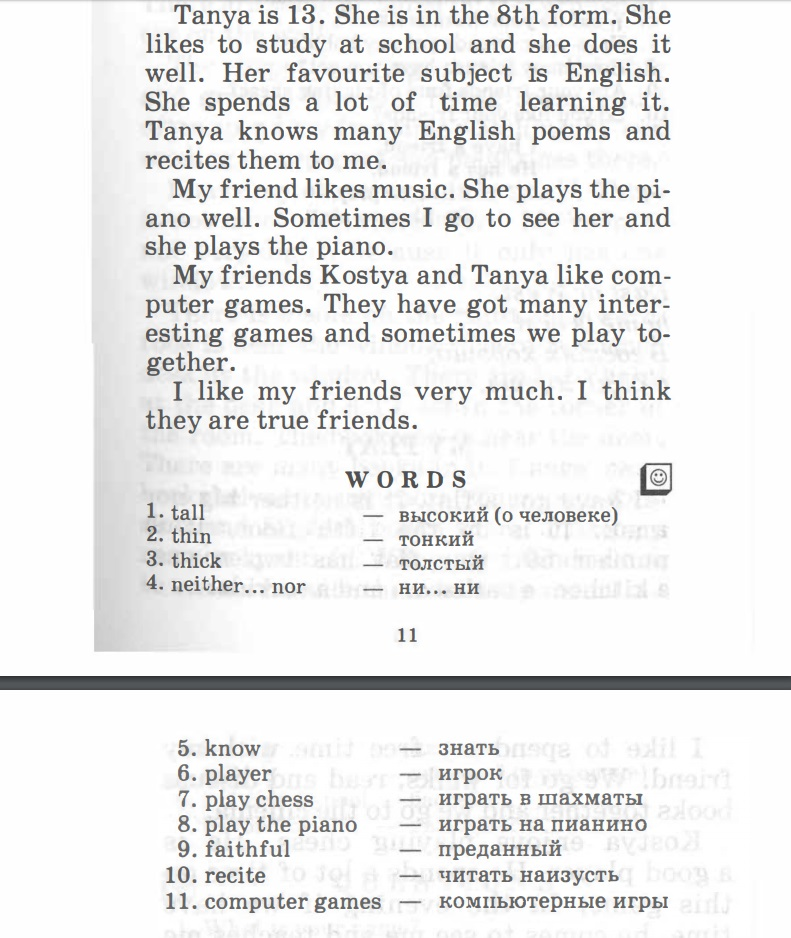 Tanya is 13. She is in the 8th form. She
likes to study at school and she does it
well. Her favourite subject is English.
She spends a lot of time learning it.
Tanya knows many English poems and
recites them to me.
My friend likes music. She plays the pi-
ano well. Sometimes I go to see her and
she plays the piano.
My friends Kostya and Tanya like com-
puter games. They have got many inter-
esting games and sometimes we play to-
gether.
I like my friends very much. I think
they are true friends.
WORDS
1. tall — высокий (о человеке)
2. thin — тонкий
3. thick — толстый
4. neither... nor — ни... ни
11
5. know — знать
6. player — игрок
7. play chess — играть в шахматы
8. play the piano — играть на пианино
9. faithful — преданный
10. recite — читать наизусть
11. computer games — компьютерные игры